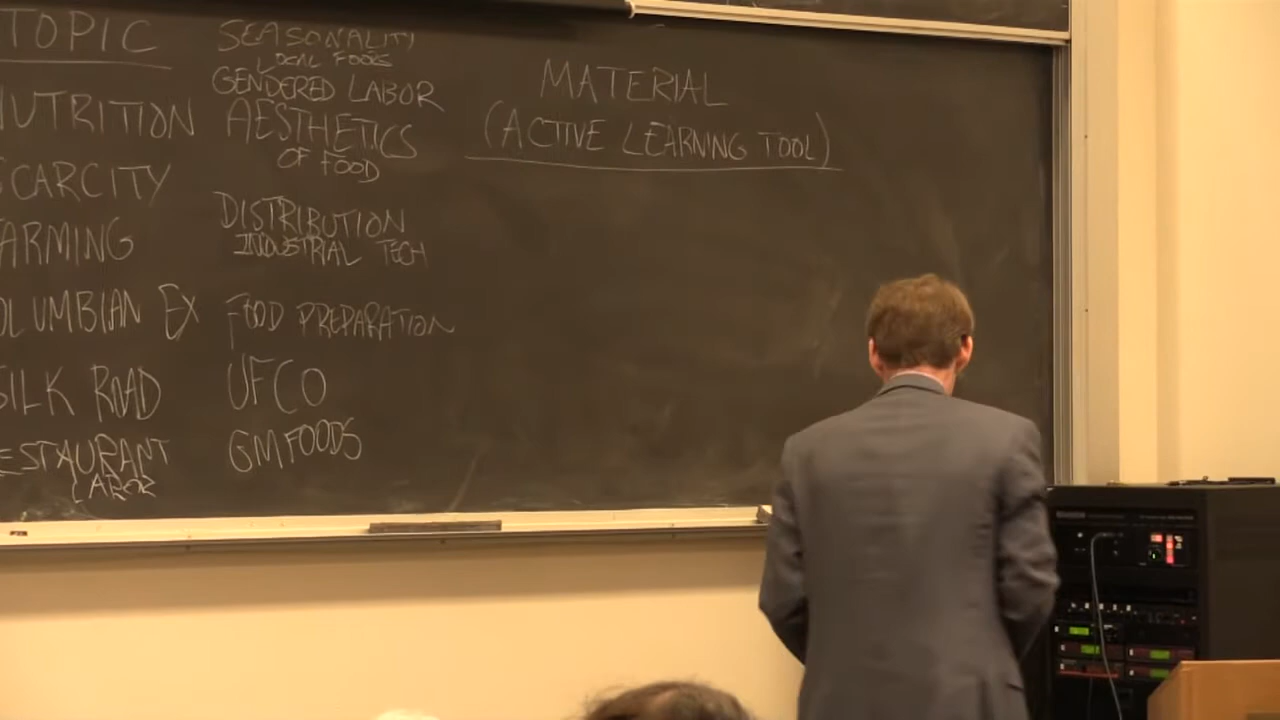 TOPIC
NUTRITION
SCARCITY
ARMING
OLUMBIAN EX
SILK ROAD
ESTAURANT
LABOR
SEASONALITY
LOCAL FOODS
GENDERED LABOR
AESTHETICS
OF FOOD
DISTRIBUTION
INDUSTRIAL TECH
FOOD PREPARATION
UFCO
GM FOODS
MATERIAL
(ACTIVE LEARNING TOOL)